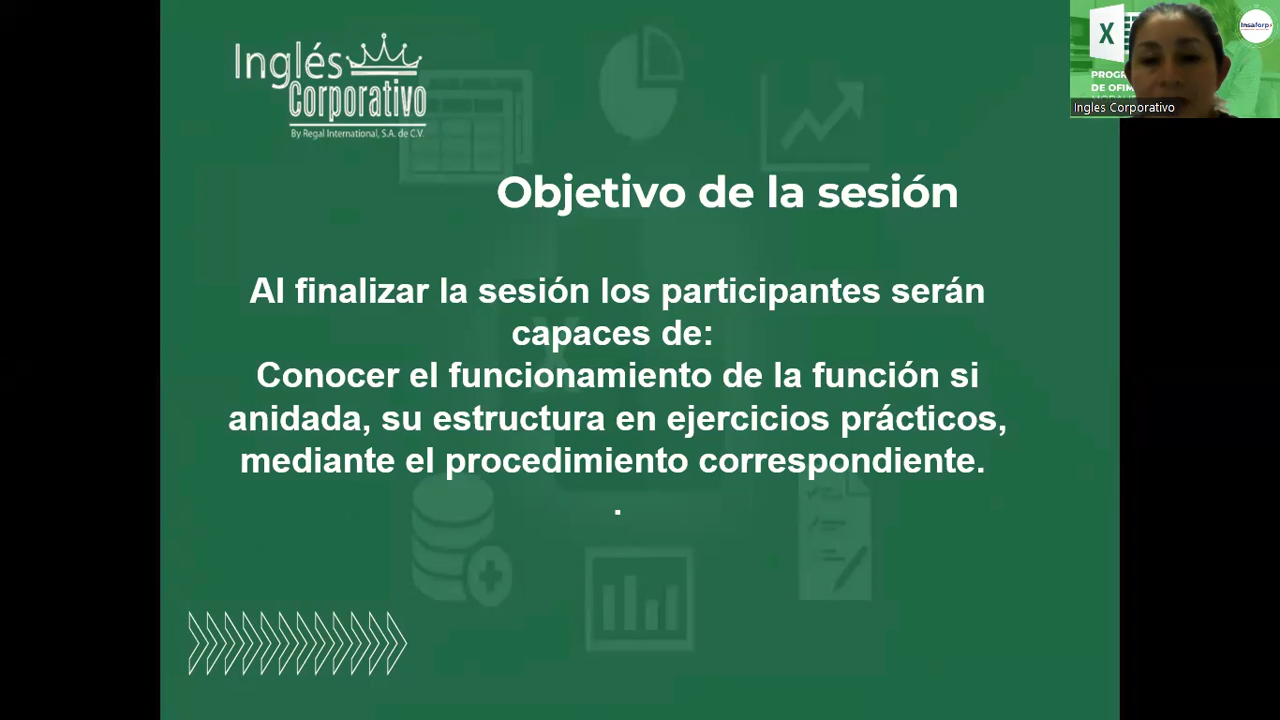 Inglés
Corporativo
By Regal International, S.A. de C.V.
Objetivo de la sesión
Al finalizar la sesión los participantes serán
capaces de:
Conocer el funcionamiento de la función si
anidada, su estructura en ejercicios prácticos,
mediante el procedimiento correspondiente.
.
X
Insaforp
DE
Ingles Corporativo